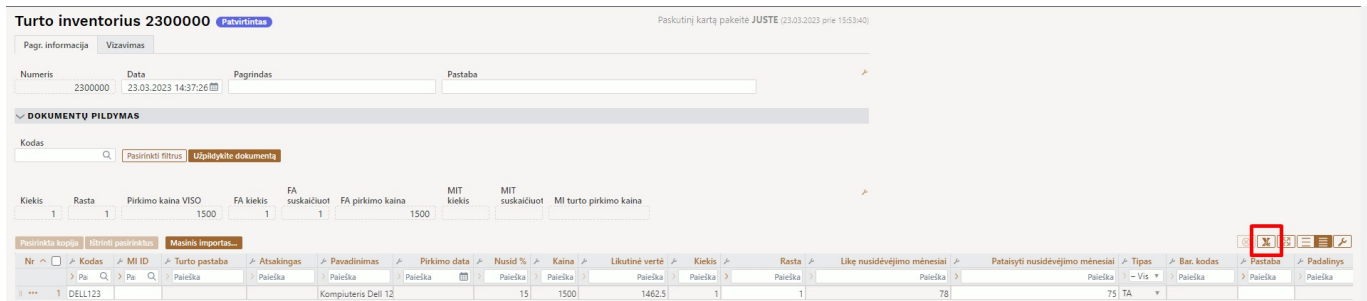 Turto inventorius 2300000 Patvirtintas Paskutinį kartą pakeitė JUSTE (23.03.2023 prie 15:53:40)
Pagr. informacija Vizavimas
Numeris Data Pagrindas Pastaba
2300000 23.03.2023 14:37:26
DOKUMENTŲ PILDYMAS
Kodas
Pasirinkti filtrus Užpildykite dokumentą
Kiekis Rasta Pirkimo kaina VISO FA kiekis FA suskaičiuot FA pirkimo kaina MIT kiekis MIT suskaičiuot MI turto pirkimo kaina
1 1 1500 1 1 1500
Pasirinkta kopija Ištrinti pasirinktus Masinis importas...
Nr Kodas MI ID Turto pastaba Atsakingas Pavadinimas Pirkimo data Nusid % Kaina Likutinė vertė Kiekis Rasta Likę nusidėvėjimo mėnesiai Pataisyti nusidėvėjimo mėnesiai Tipas Bar. kodas Pastaba Padalinys
> Pai > Pai > Paieška > Paieška > Paieška > Paieška > Paieška > Paieška > Paieška > Paieška > Paieška > Paieška > Paieška > – Vis > Paieška > Paieška > Paieška
1 DELL123 Kompiuteris Dell 12 15 1500 1462.5 1 1 78 75 TA